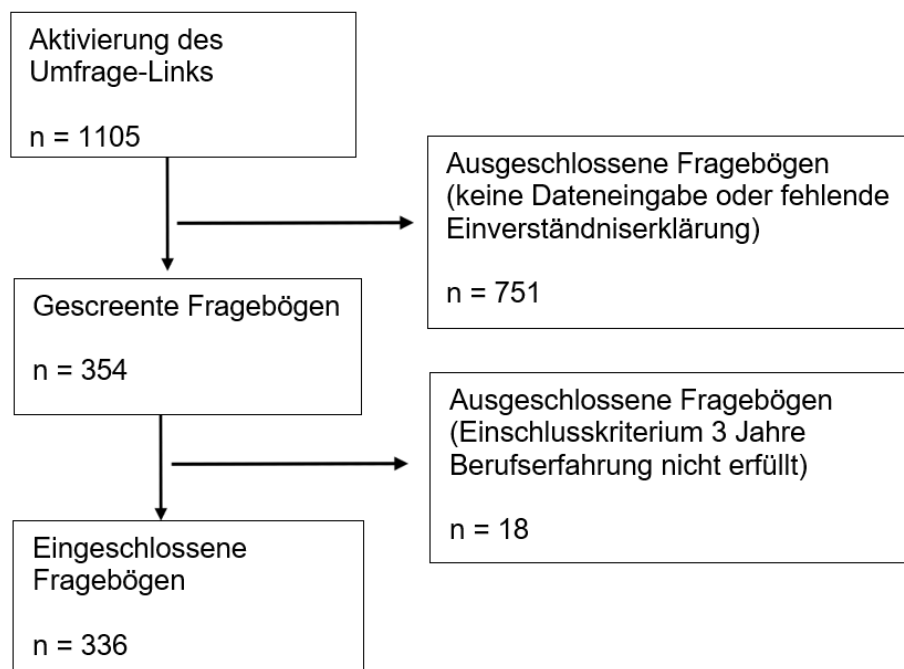 Aktivierung des
Umfrage-Links
n = 1105
Ausgeschlossene Fragebögen
(keine Dateneingabe oder fehlende
Einverständniserklärung)
n = 751
Gescreente Fragebögen
n = 354
Ausgeschlossene Fragebögen
(Einschlusskriterium 3 Jahre
Berufserfahrung nicht erfüllt)
n = 18
Eingeschlossene
Fragebögen
n = 336